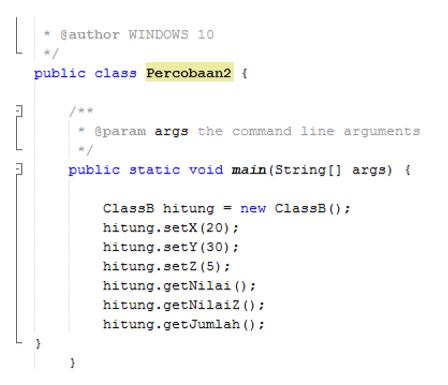 * @author WINDOWS 10
*/
public class Percobaan2 {
/**
* @param args the command line arguments
*/
public static void main(String[] args) {
ClassB hitung = new ClassB();
hitung.setX(20);
hitung.setY(30);
hitung.setZ(5);
hitung.getNilai();
hitung.getNilaiZ();
hitung.getJumlah();
}
}